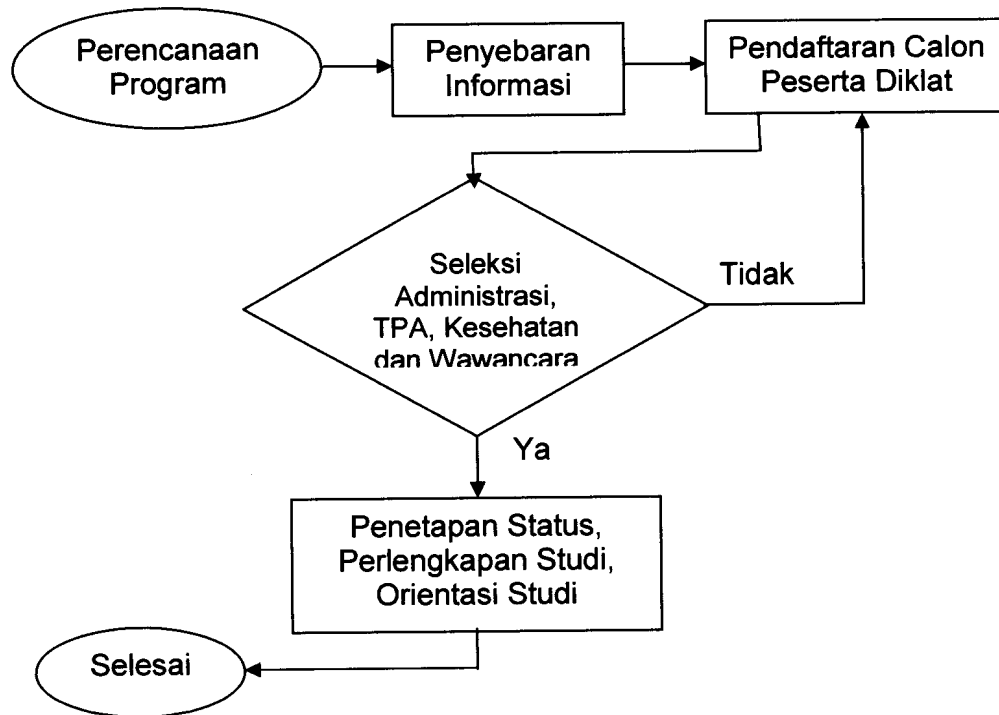 Perencanaan
Program
Penyebaran
Informasi
Pendaftaran Calon
Peserta Diklat
Seleksi
Administrasi,
TPA, Kesehatan
dan Wawancara
Tidak
Ya
Penetapan Status,
Perlengkapan Studi,
Orientasi Studi
Selesai